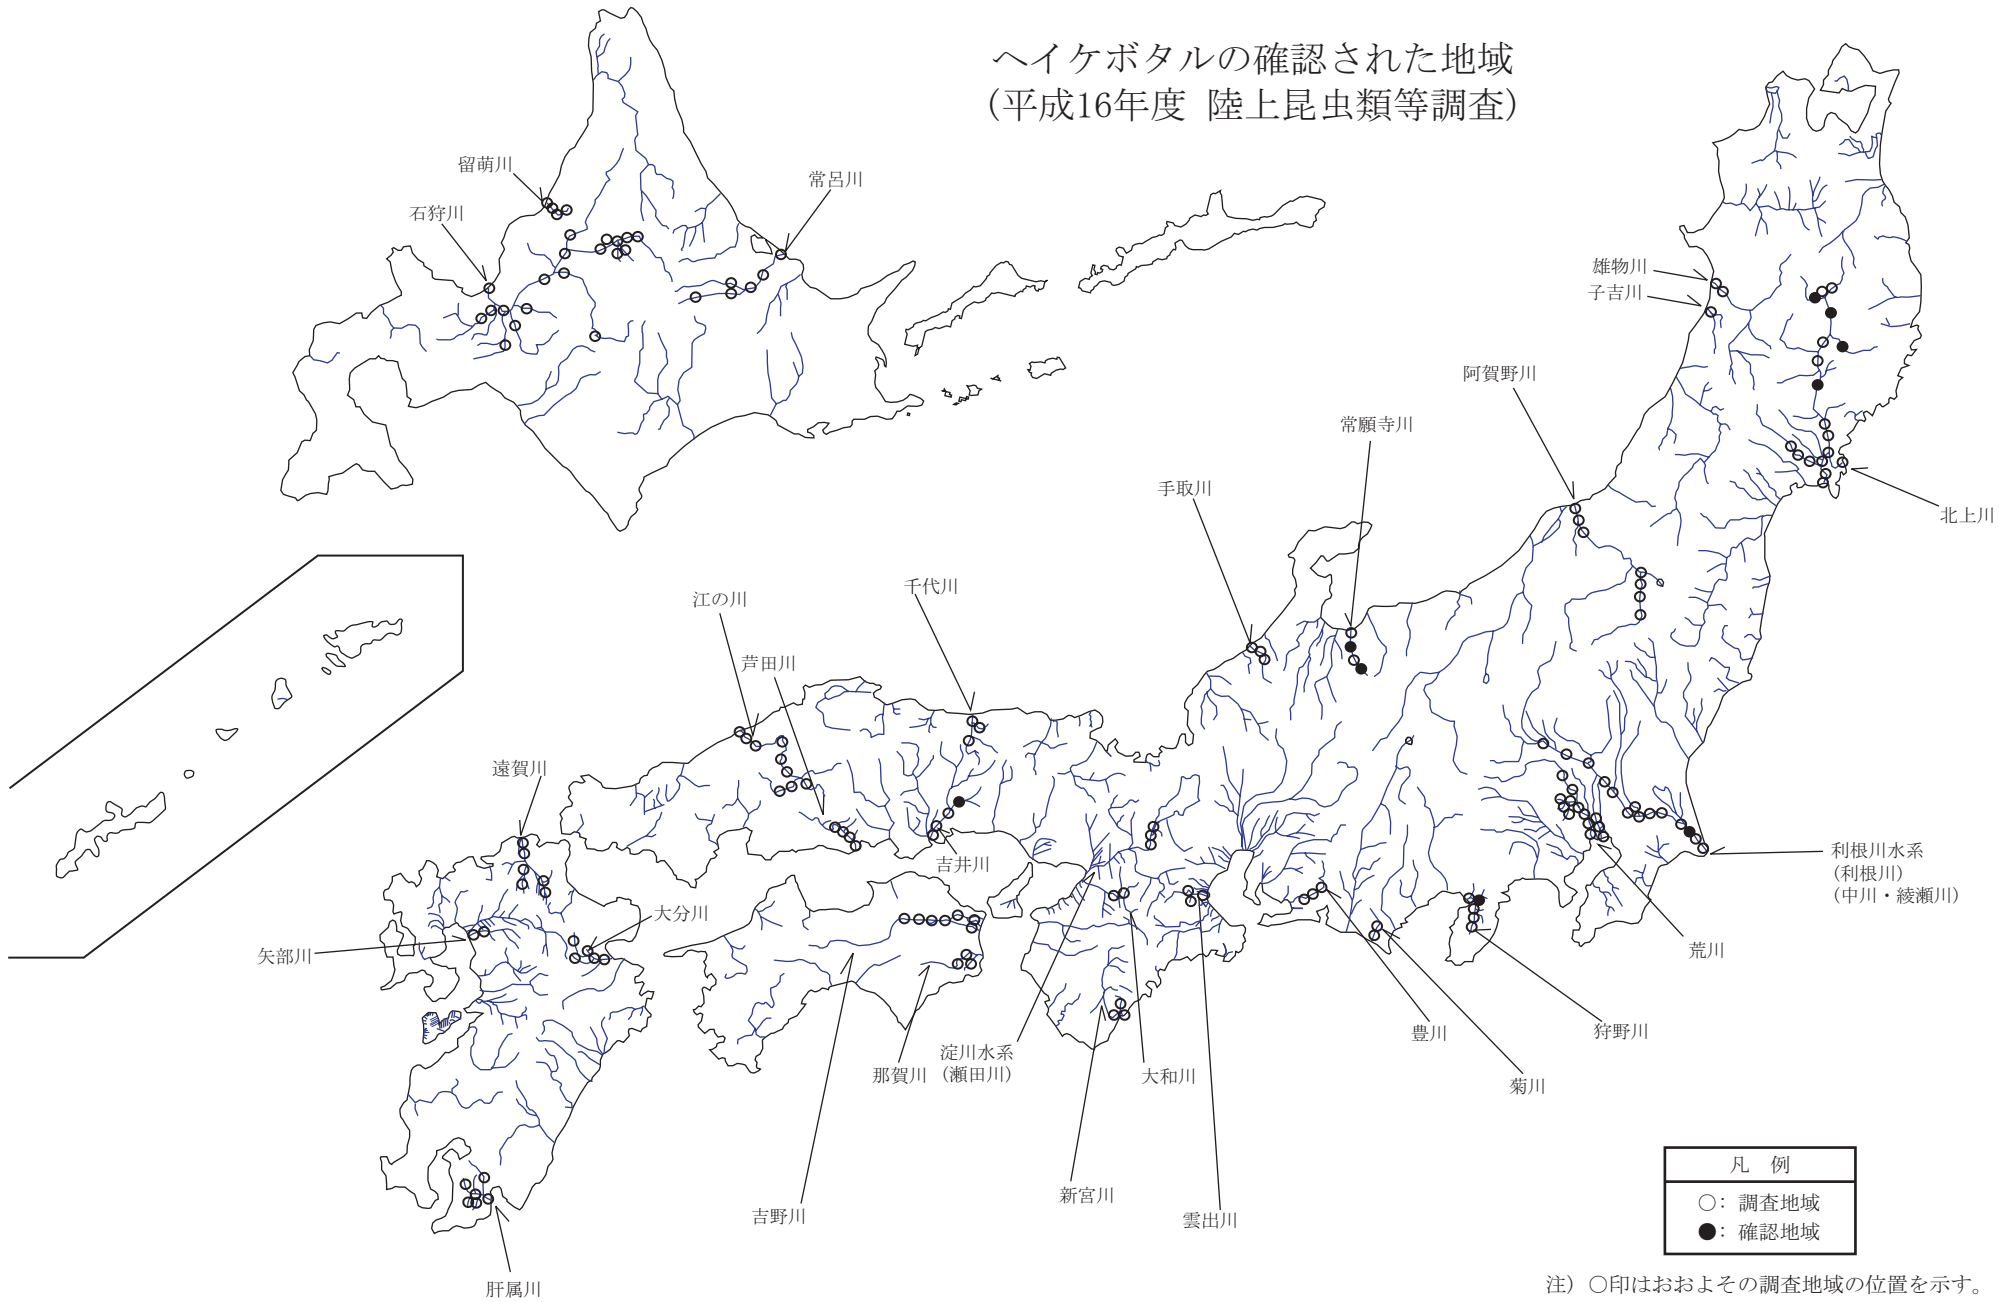 ヘイケボタルの確認された地域
（平成16年度 陸上昆虫類等調査）
留萌川
石狩川
常呂川
雄物川
子吉川
阿賀野川
常願寺川
手取川
北上川
千代川
江の川
芦田川
遠賀川
吉井川
大分川
矢部川
利根川水系
（利根川）
（中川・綾瀬川）
荒川
狩野川
豊川
菊川
淀川水系
（瀬田川）
那賀川
大和川
新宮川
雲出川
吉野川
肝属川
凡 例
○： 調査地域
●： 確認地域
注）○印はおおよその調査地域の位置を示す。